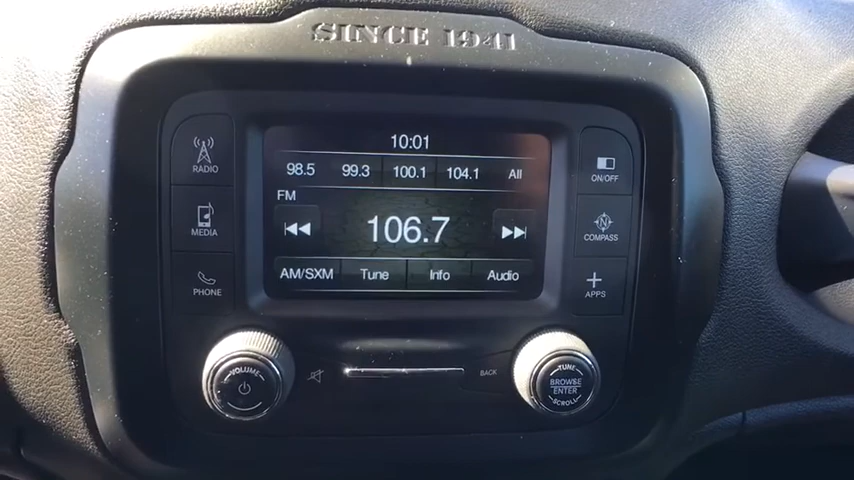 SINCE 1941
10:01
98.5 99.3 100.1 104.1 All
FM
106.7
AM/SXM Tune Info Audio
RADIO
MEDIA
PHONE
ON/OFF
N
COMPASS
APPS
VOLUME
BACK
TUNE
BROWSE
ENTER
SCROLL